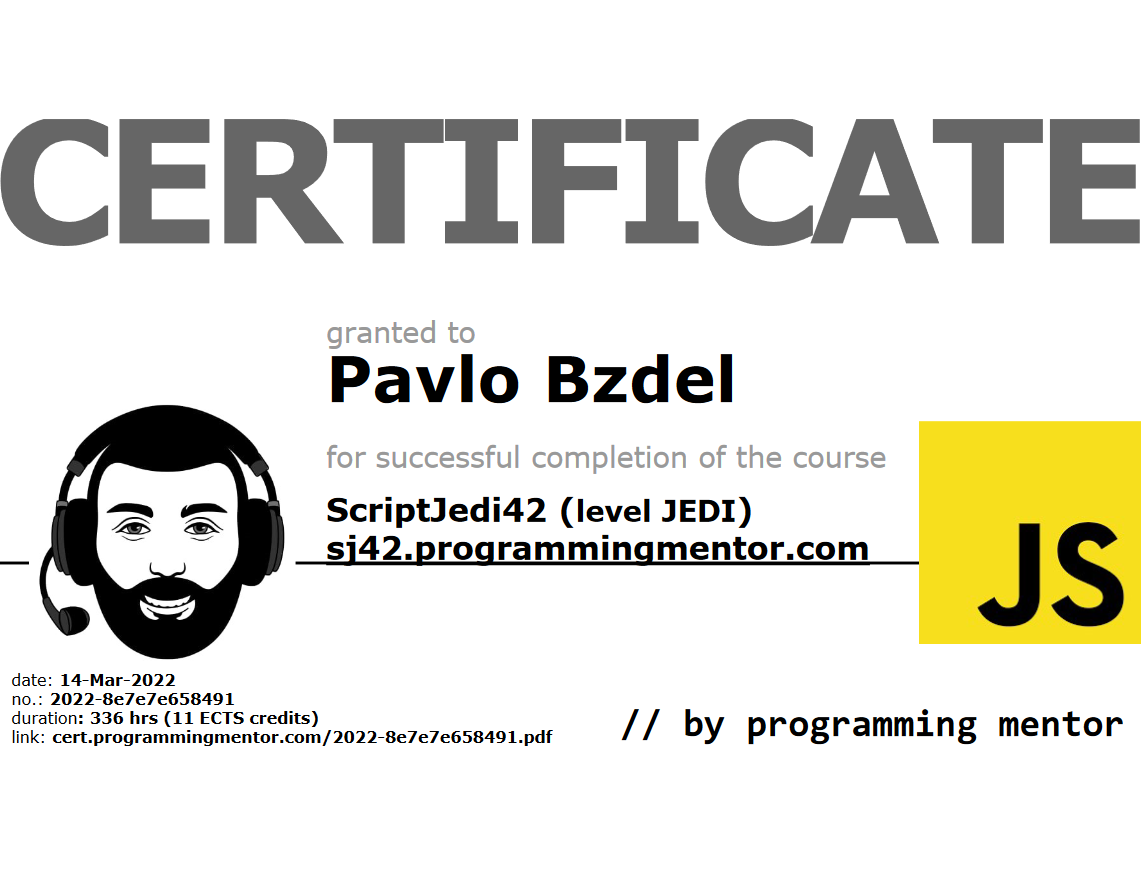 CERTIFICATE
granted to
Pavlo Bzdel
for successful completion of the course
ScriptJedi42 (level JEDI)
sj42.programmingmentor.com
JS
date: 14-Mar-2022
no.: 2022-8e7e7e658491
duration: 336 hrs (11 ECTS credits)
link: cert.programmingmentor.com/2022-8e7e7e658491.pdf
// by programming mentor